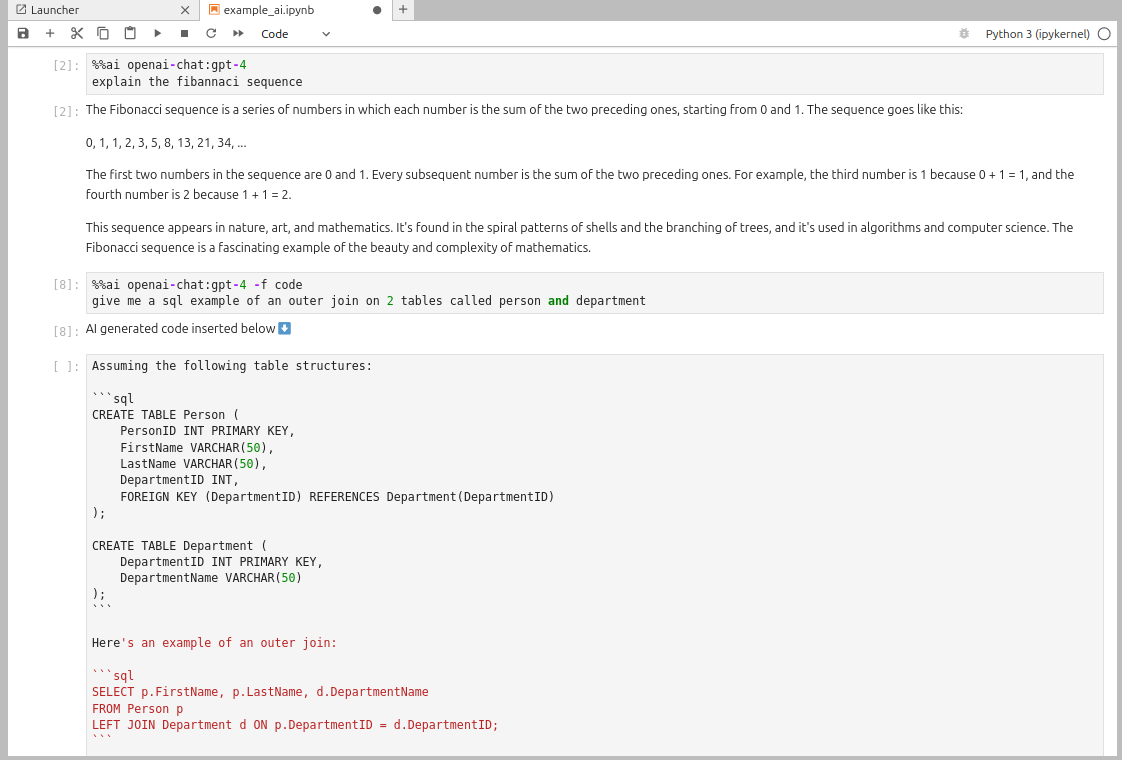 Launcher
example_ai.ipynb
Code
Python 3 (ipykernel)
[2]:
%%ai openai-chat:gpt-4
explain the fibannaci sequence
[2]:
The Fibonacci sequence is a series of numbers in which each number is the sum of the two preceding ones, starting from 0 and 1. The sequence goes like this:
0, 1, 1, 2, 3, 5, 8, 13, 21, 34, ...
The first two numbers in the sequence are 0 and 1. Every subsequent number is the sum of the two preceding ones. For example, the third number is 1 because 0 + 1 = 1, and the
fourth number is 2 because 1 + 1 = 2.
This sequence appears in nature, art, and mathematics. It's found in the spiral patterns of shells and the branching of trees, and it's used in algorithms and computer science. The
Fibonacci sequence is a fascinating example of the beauty and complexity of mathematics.
[8]:
%%ai openai-chat:gpt-4 -f code
give me a sql example of an outer join on 2 tables called person and department
[8]:
AI generated code inserted below ⬇️
[ ]:
Assuming the following table structures:

```sql
CREATE TABLE Person (
    PersonID INT PRIMARY KEY,
    FirstName VARCHAR(50),
    LastName VARCHAR(50),
    DepartmentID INT,
    FOREIGN KEY (DepartmentID) REFERENCES Department(DepartmentID)
);

CREATE TABLE Department (
    DepartmentID INT PRIMARY KEY,
    DepartmentName VARCHAR(50)
);
```

Here's an example of an outer join:

```sql
SELECT p.FirstName, p.LastName, d.DepartmentName
FROM Person p
LEFT JOIN Department d ON p.DepartmentID = d.DepartmentID;
```